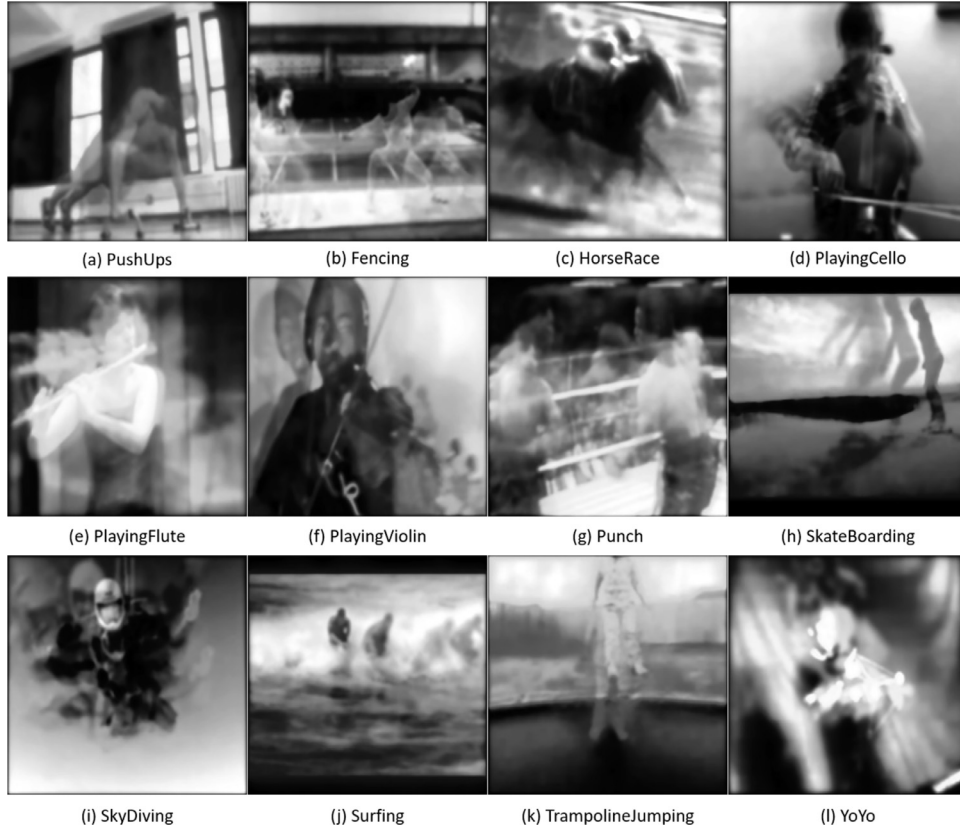 (a) PushUps
(b) Fencing
(c) HorseRace
(d) PlayingCello
(e) PlayingFlute
(f) PlayingViolin
(g) Punch
(h) SkateBoarding
(i) SkyDiving
(j) Surfing
(k) TrampolineJumping
(l) YoYo